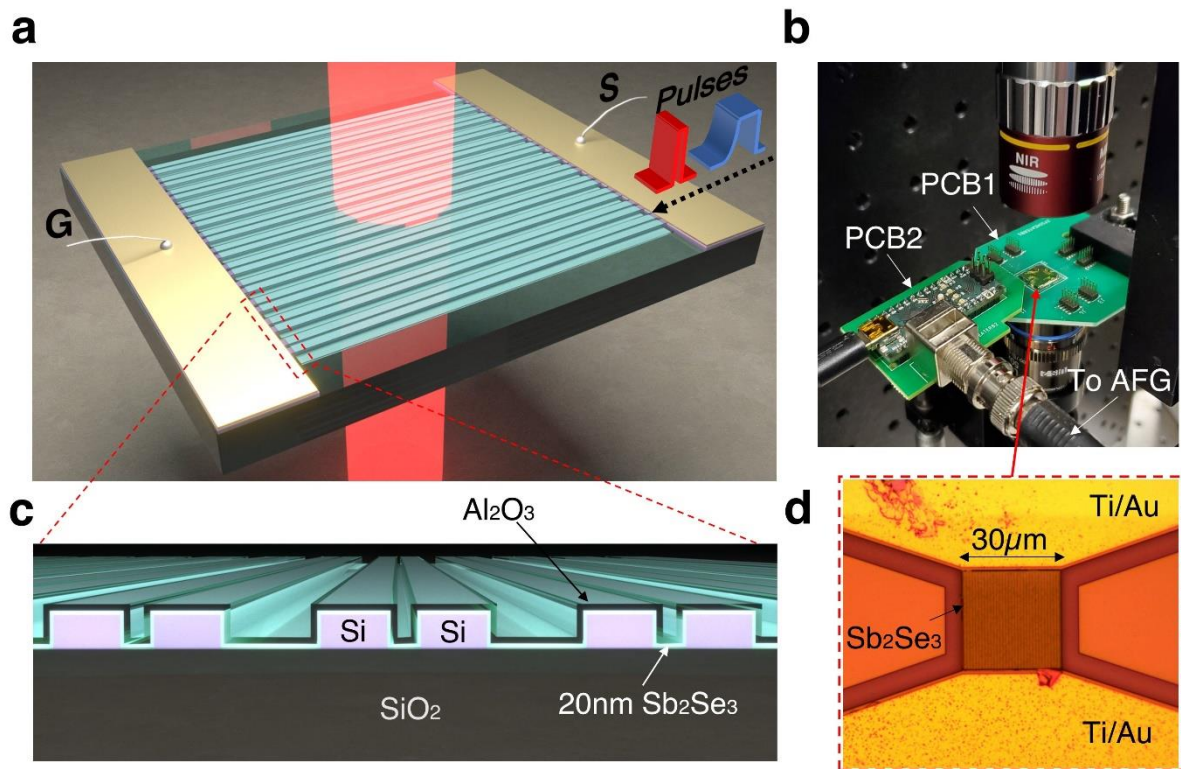 a
S
Pulses
G
b
NIR
PCB1
PCB2
To AFG
c
Al₂O₃
Si
Si
SiO₂
20nm Sb₂Se₃
d
Ti/Au
30μm
Sb₂Se₃
Ti/Au